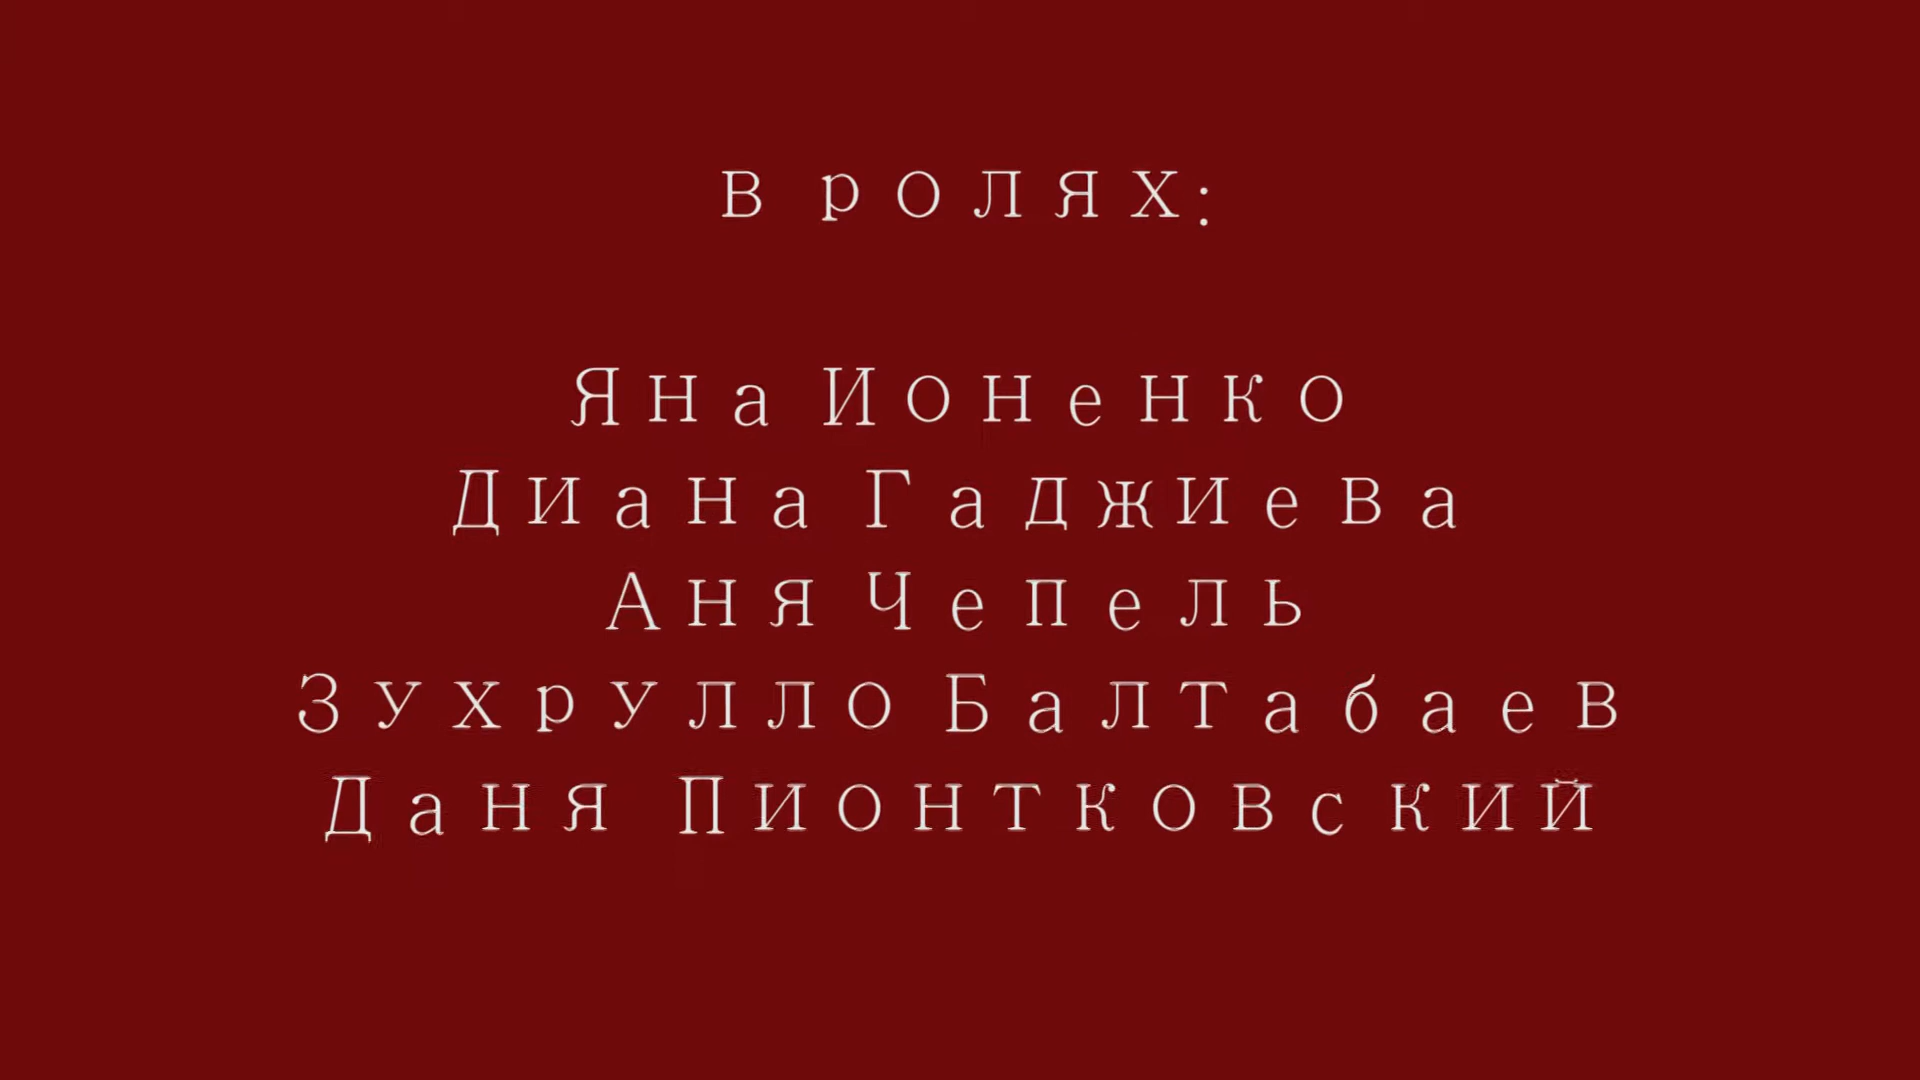 в ролях:
Яна Ионенко
Диана Гаджиева
Аня Чепель
Зухрулло Балтабаев
Даня Пионтковский